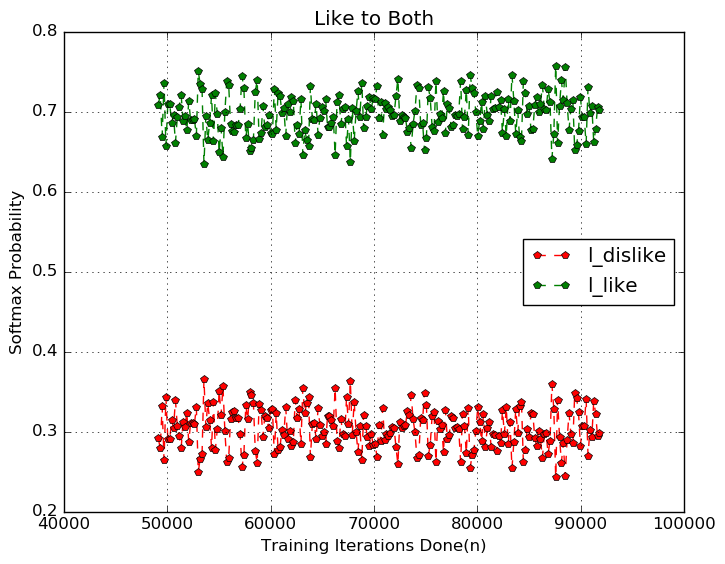 Like to Both
0.8
0.7
0.6
0.5
0.4
0.3
0.2
Softmax Probability
l_dislike
l_like
40000 50000 60000 70000 80000 90000 100000
Training Iterations Done(n)